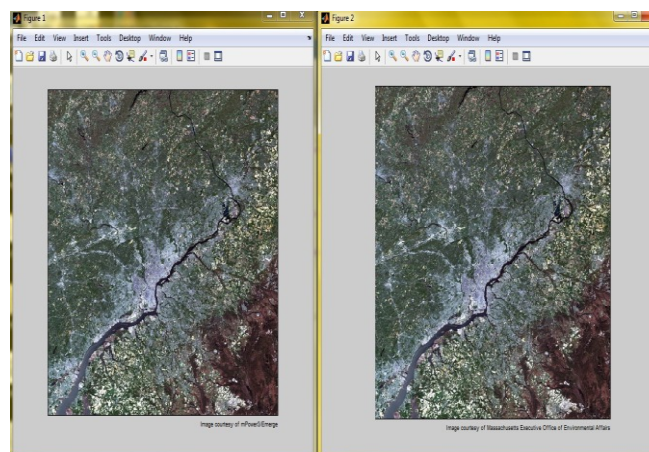 Figure 1
File Edit View Insert Tools Desktop Window Help
Image courtesy of mPower3/Emerge
Figure 2
File Edit View Insert Tools Desktop Window Help
Image courtesy of Massachusetts Executive Office of Environmental Affairs